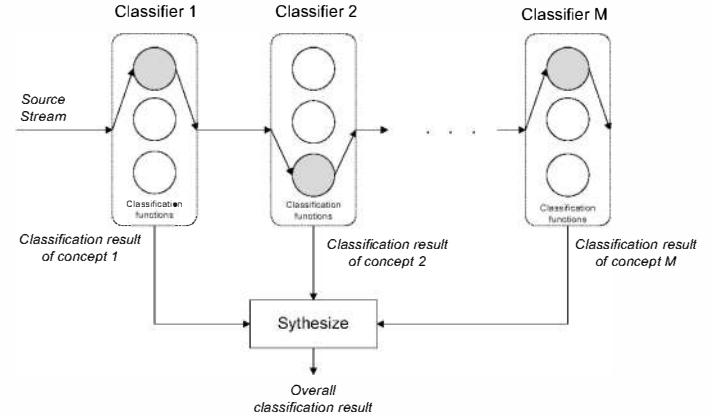 Classifier 1
Classifier 2
Classifier M
Source
Stream
Classification
functions
Classification
functions
. . .
Classification
functions
Classification result
of concept 1
Classification result
of concept 2
Classification result
of concept M
Sythesize
Overall
classification result